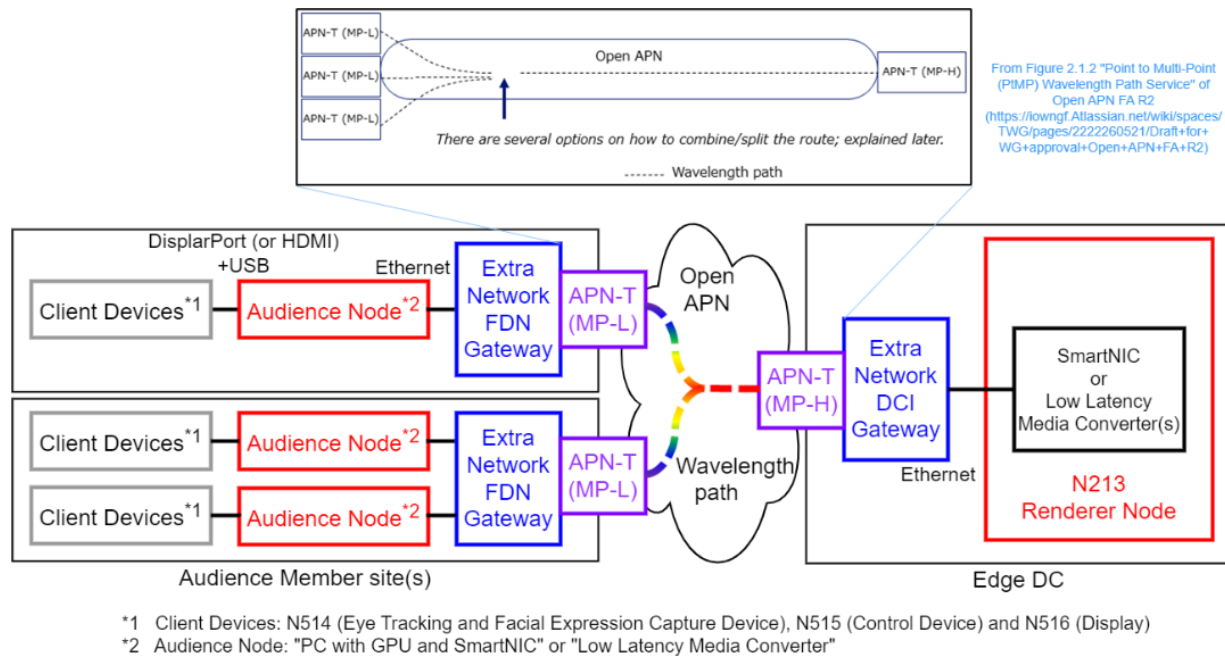 APN-T (MP-L)
APN-T (MP-L)
APN-T (MP-L)
Open APN
APN-T (MP-H)
There are several options on how to combine/split the route; explained later.
Wavelength path
From Figure 2.1.2 "Point to Multi-Point
(PtMP) Wavelength Path Service" of
Open APN FA R2
(https://iowngf.Atlassian.net/wiki/spaces/
TWG/pages/2222260521/Draft+for+
WG+approval+Open+APN+FA+R2)
DisplarPort (or HDMI)
+USB
Ethernet
Client Devices*1
Audience Node*2
Extra
Network
FDN
Gateway
APN-T
(MP-L)
Client Devices*1
Audience Node*2
Client Devices*1
Audience Node*2
Extra
Network
FDN
Gateway
APN-T
(MP-L)
Audience Member site(s)
Open
APN
Wavelength
path
APN-T
(MP-H)
Extra
Network
DCI
Gateway
Ethernet
SmartNIC
or
Low Latency
Media Converter(s)
N213
Renderer Node
Edge DC
*1 Client Devices: N514 (Eye Tracking and Facial Expression Capture Device), N515 (Control Device) and N516 (Display)
*2 Audience Node: "PC with GPU and SmartNIC" or "Low Latency Media Converter"